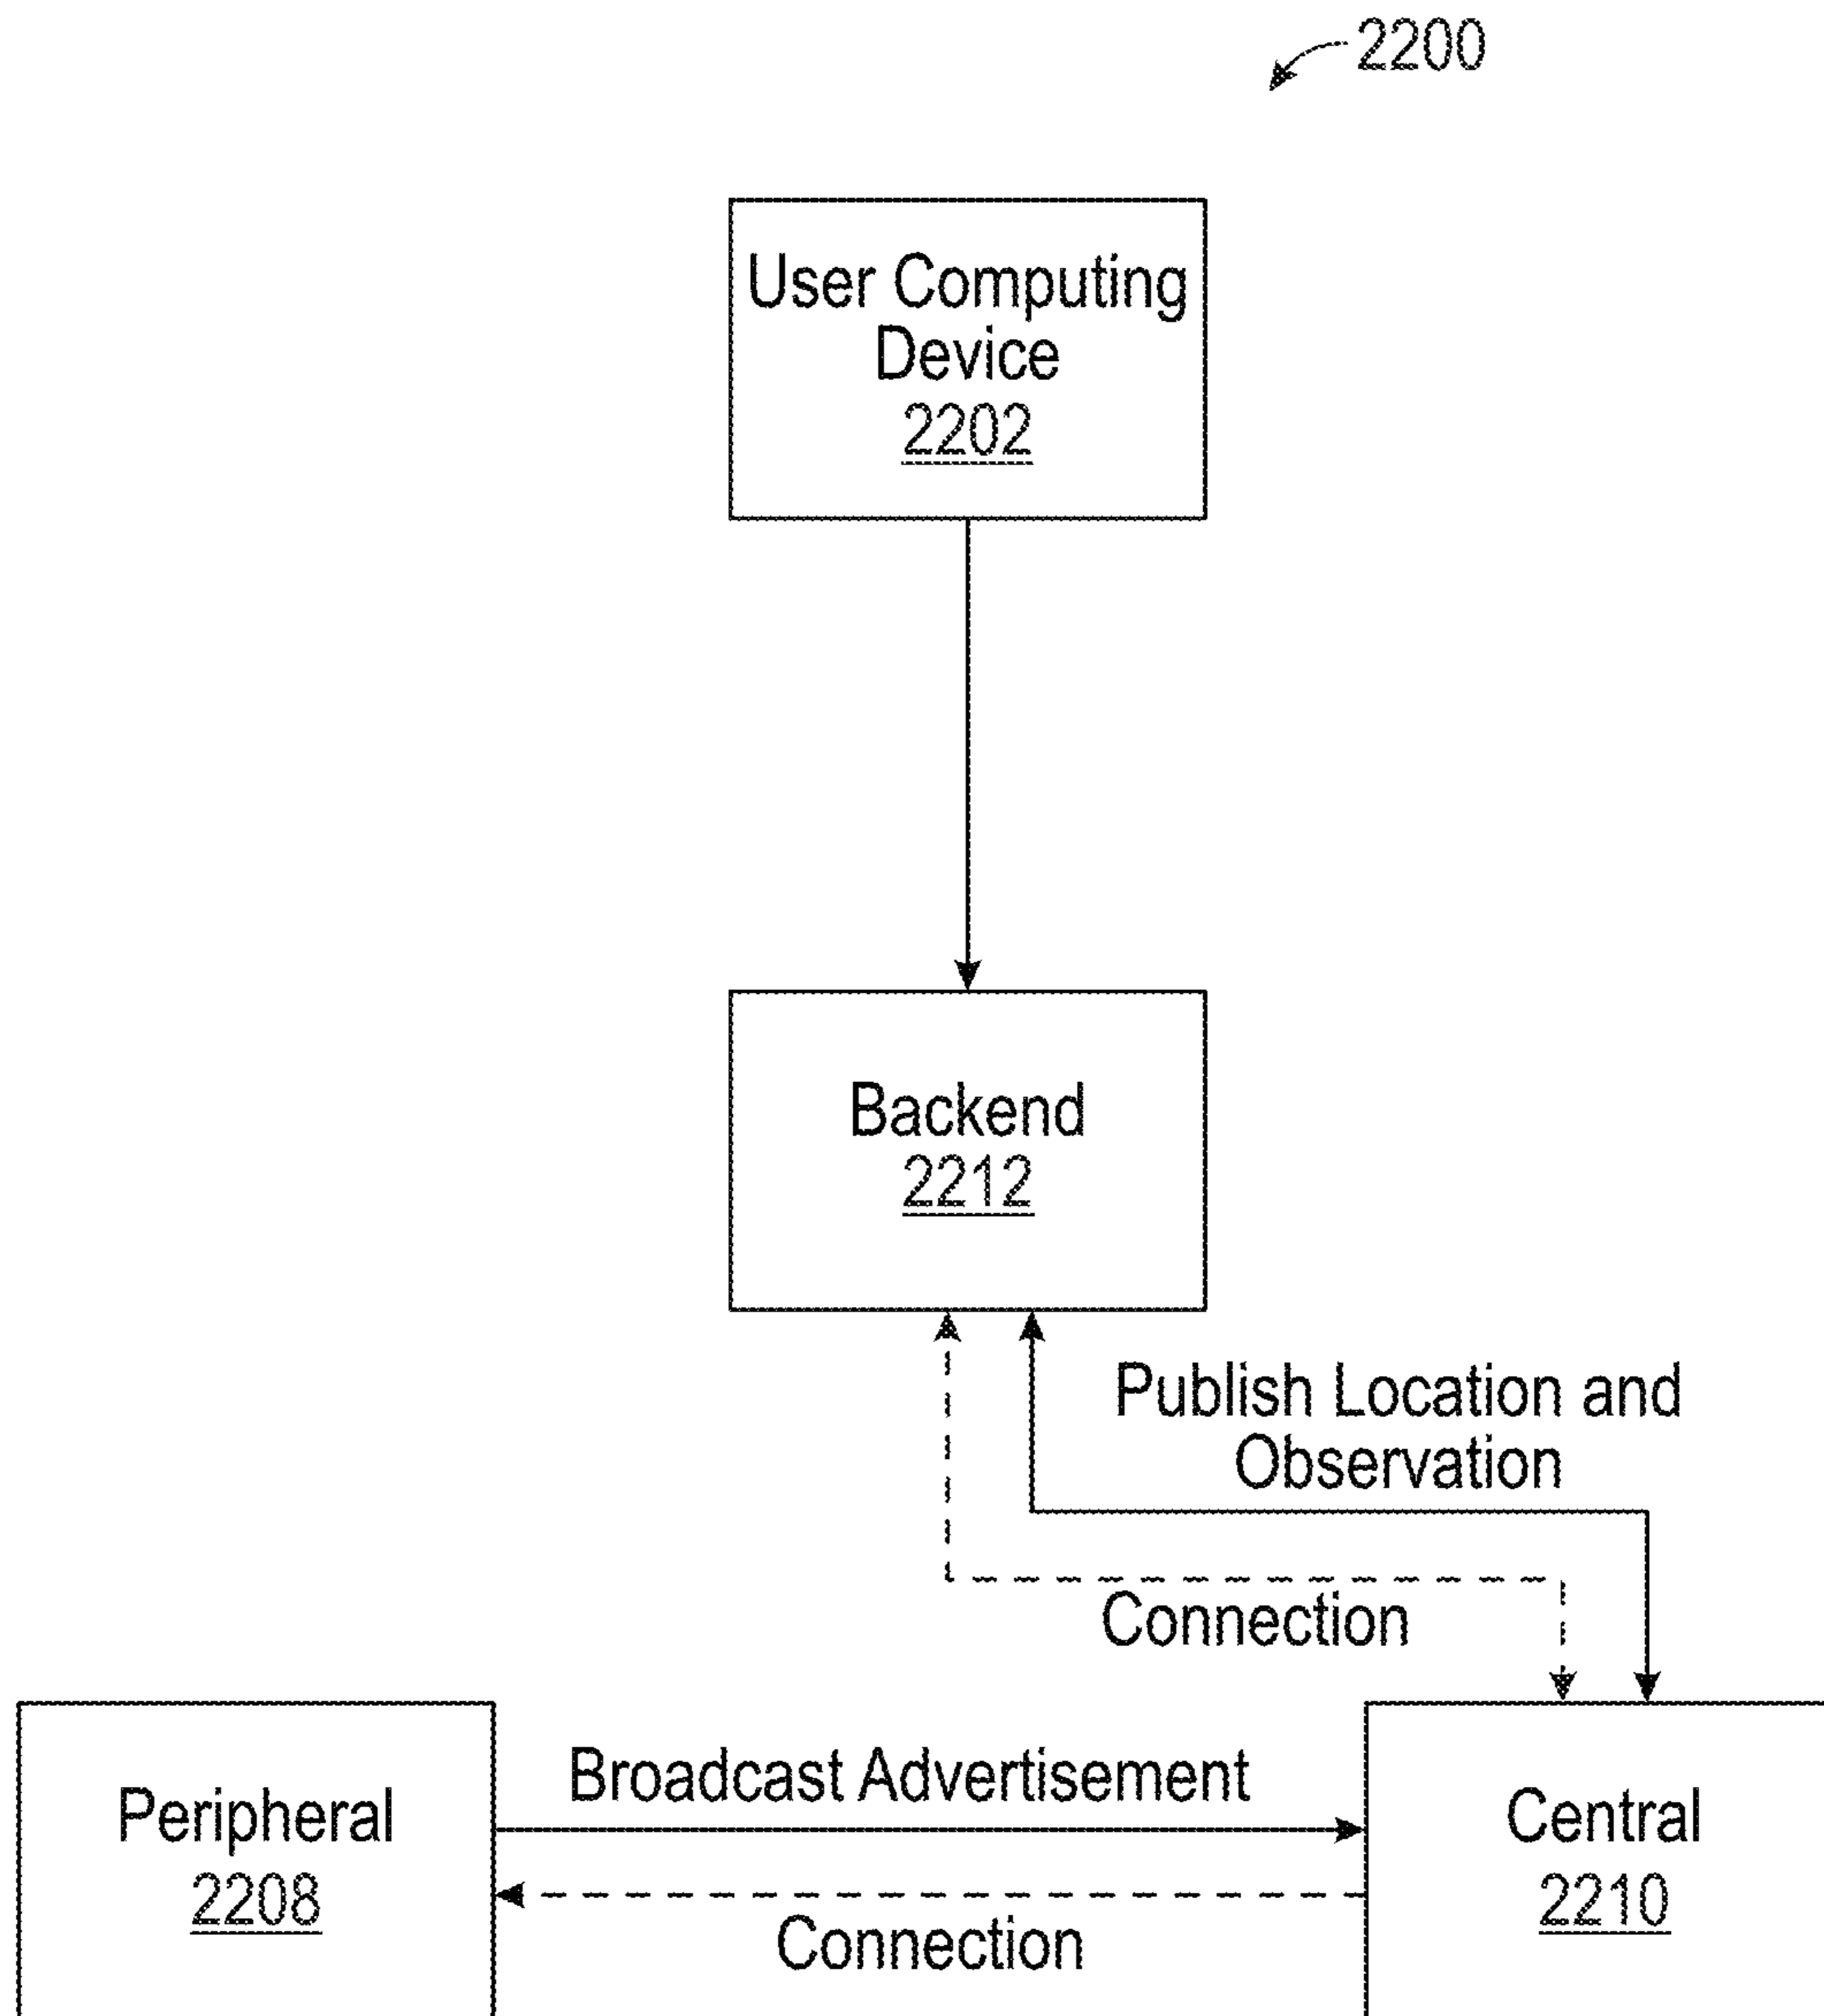 2200
User Computing
Device
2202
Backend
2212
Publish Location and
Observation
Connection
Broadcast Advertisement
Peripheral
2208
Central
2210
Connection